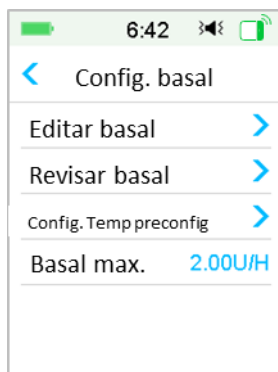 6:42
Config. basal
Editar basal
Revisar basal
Config. Temp preconfig
Basal max. 2.00U/H